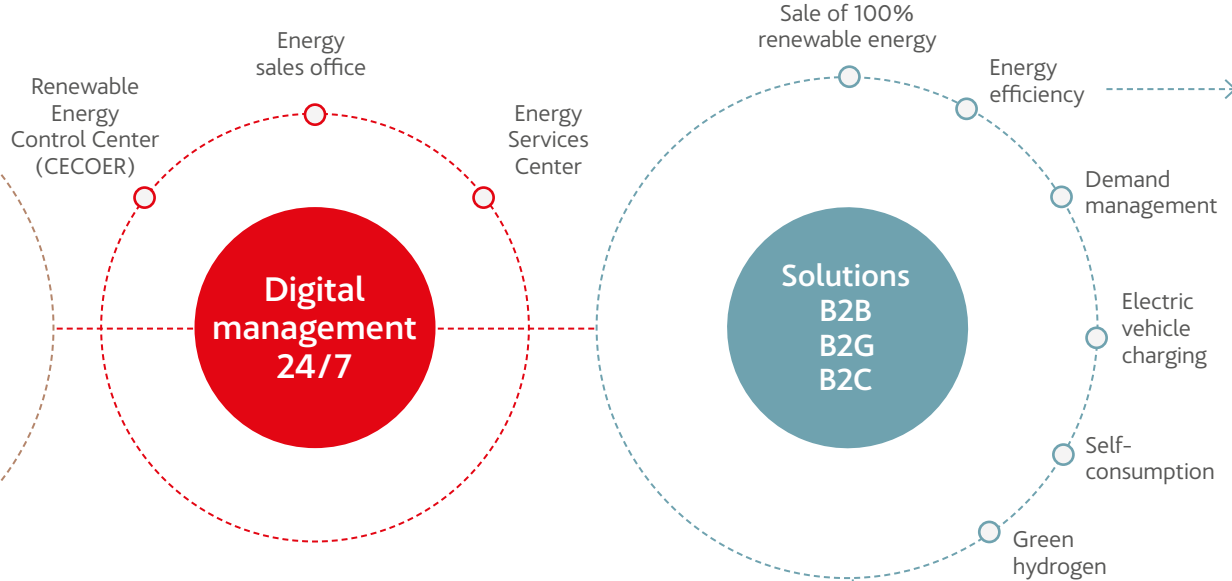 Renewable
Energy
Control Center
(CECOER)
Energy
sales office
Energy
Services
Center
Digital
management
24/7
Sale of 100%
renewable energy
Energy
efficiency
Demand
management
Electric
vehicle
charging
Self-
consumption
Green
hydrogen
Solutions
B2B
B2G
B2C